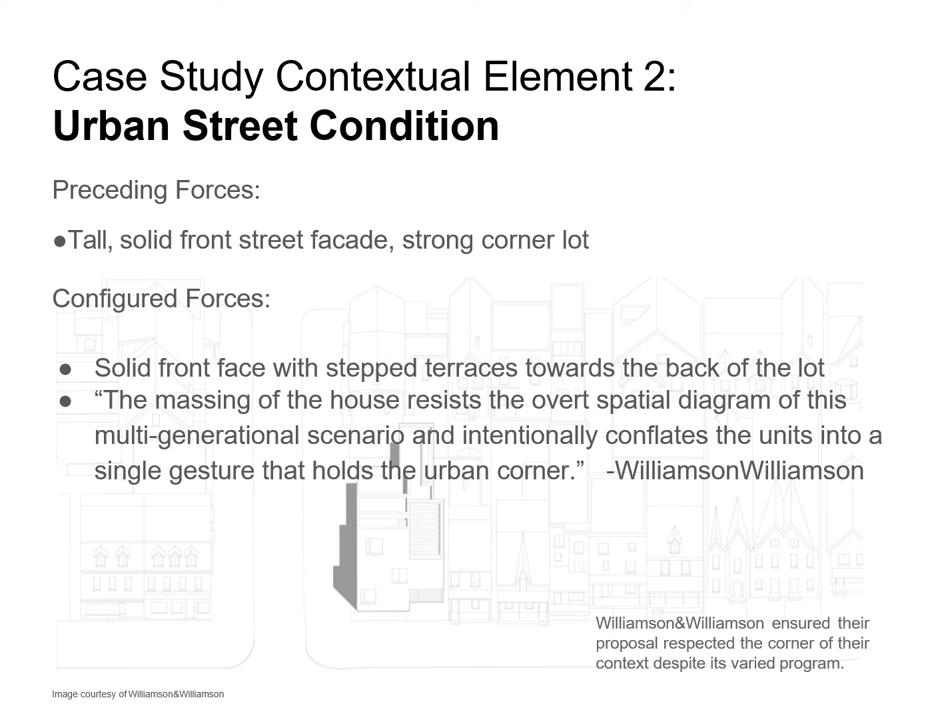 Case Study Contextual Element 2:
Urban Street Condition
Preceding Forces:
●Tall, solid front street facade, strong corner lot
Configured Forces:
● Solid front face with stepped terraces towards the back of the lot
● “The massing of the house resists the overt spatial diagram of this
multi-generational scenario and intentionally conflates the units into a
single gesture that holds the urban corner.” -WilliamsonWilliamson
Williamson&Williamson ensured their
proposal respected the corner of their
context despite its varied program.
Image courtesy of Williamson&Williamson